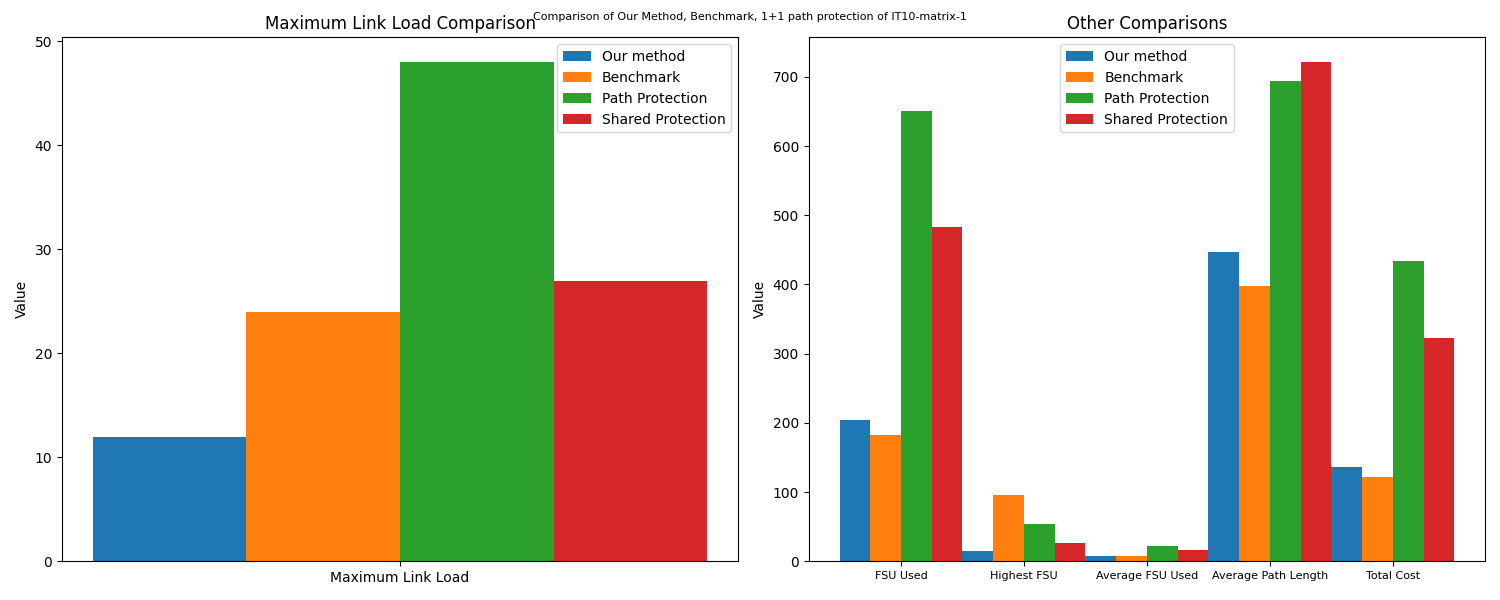 Comparison of Our Method, Benchmark, 1+1 path protection of IT10-matrix-1
Maximum Link Load Comparison
Value
50
40
30
20
10
0
Maximum Link Load
Our method
Benchmark
Path Protection
Shared Protection
Other Comparisons
Value
700
600
500
400
300
200
100
0
FSU Used
Highest FSU
Average FSU Used
Average Path Length
Total Cost
Our method
Benchmark
Path Protection
Shared Protection